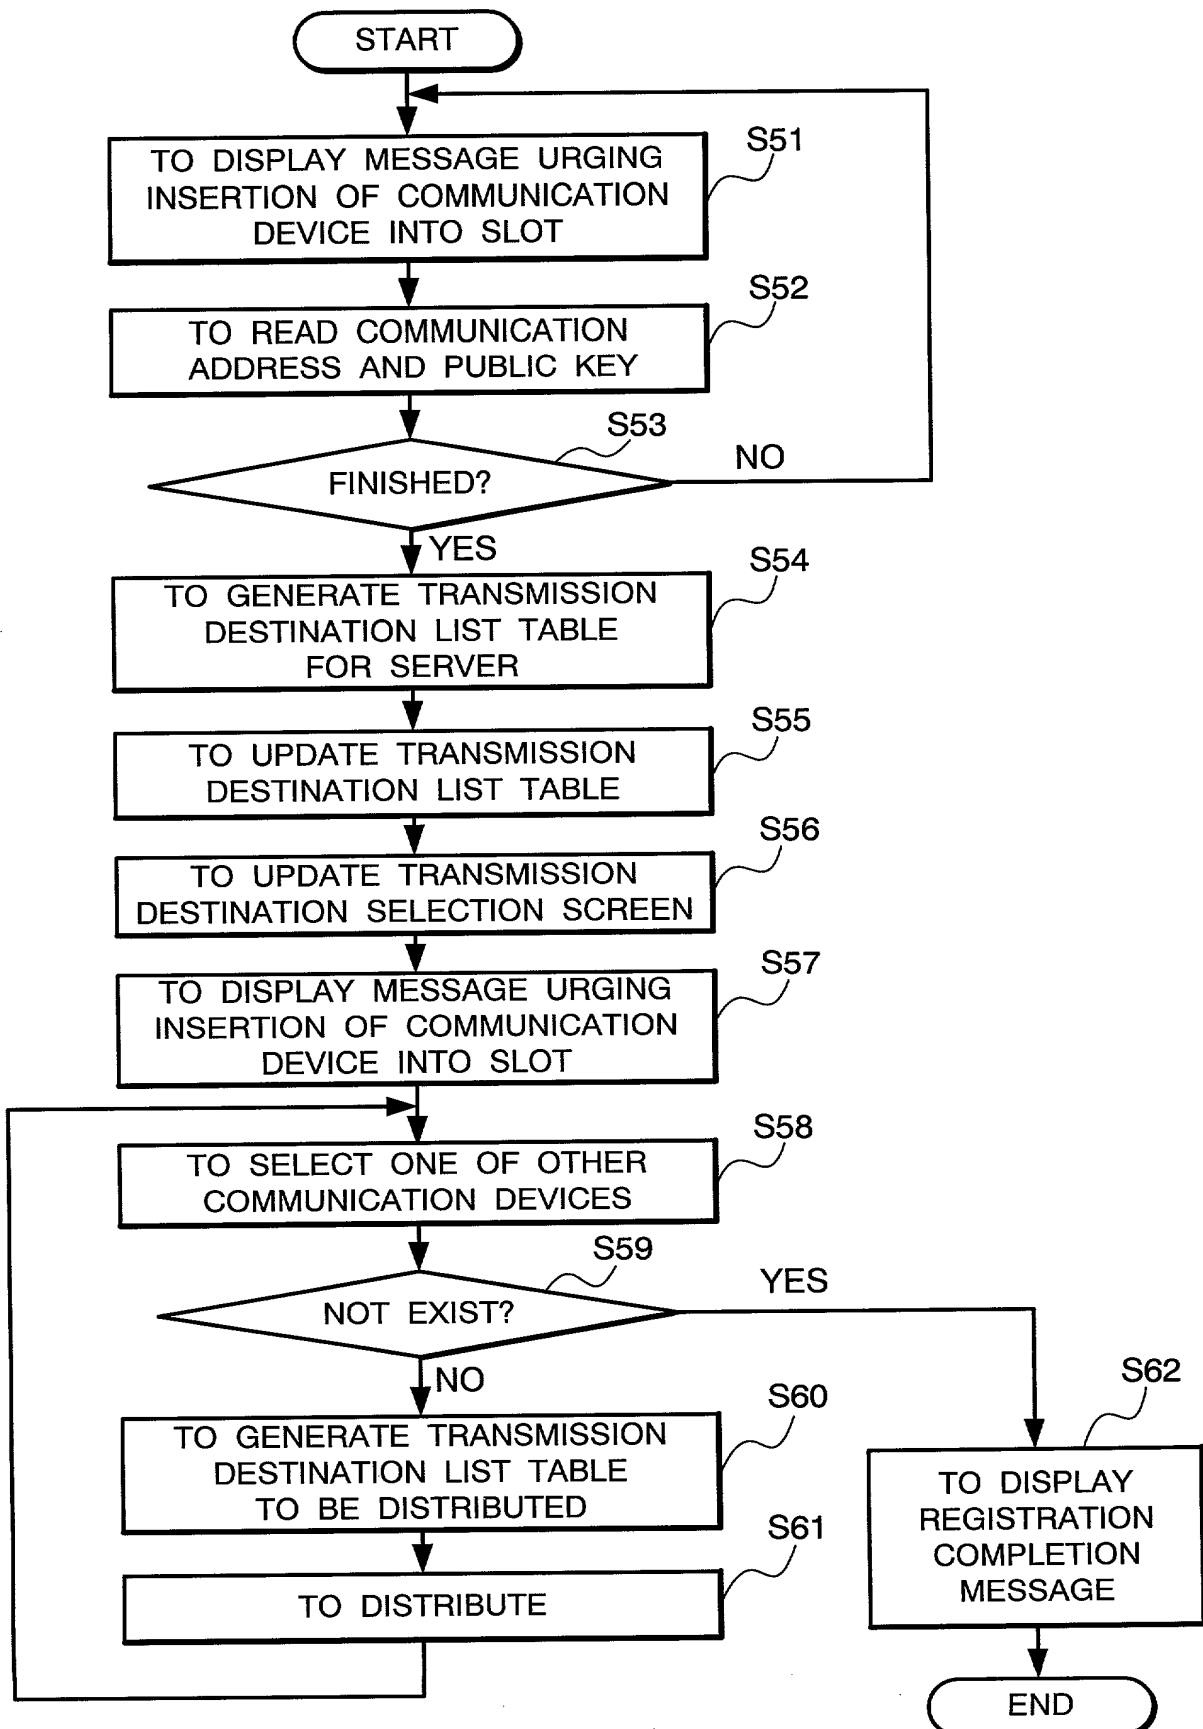 START
S51
TO DISPLAY MESSAGE URGING
INSERTION OF COMMUNICATION
DEVICE INTO SLOT
S52
TO READ COMMUNICATION
ADDRESS AND PUBLIC KEY
S53
FINISHED?
NO
YES
S54
TO GENERATE TRANSMISSION
DESTINATION LIST TABLE
FOR SERVER
S55
TO UPDATE TRANSMISSION
DESTINATION LIST TABLE
S56
TO UPDATE TRANSMISSION
DESTINATION SELECTION SCREEN
S57
TO DISPLAY MESSAGE URGING
INSERTION OF COMMUNICATION
DEVICE INTO SLOT
S58
TO SELECT ONE OF OTHER
COMMUNICATION DEVICES
S59
NOT EXIST?
YES
NO
S60
TO GENERATE TRANSMISSION
DESTINATION LIST TABLE
TO BE DISTRIBUTED
S61
TO DISTRIBUTE
S62
TO DISPLAY
REGISTRATION
COMPLETION
MESSAGE
END